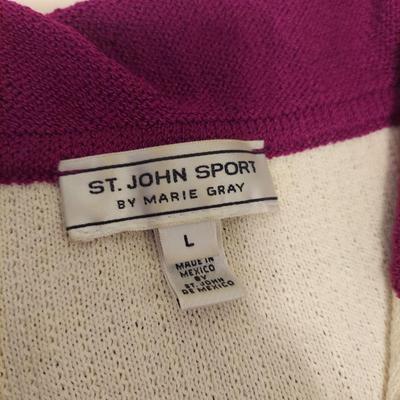 ST. JOHN SPORT
BY MARIE GRAY
L
MADE IN
MEXICO
BY
ST. JOHN
DE MEXICO